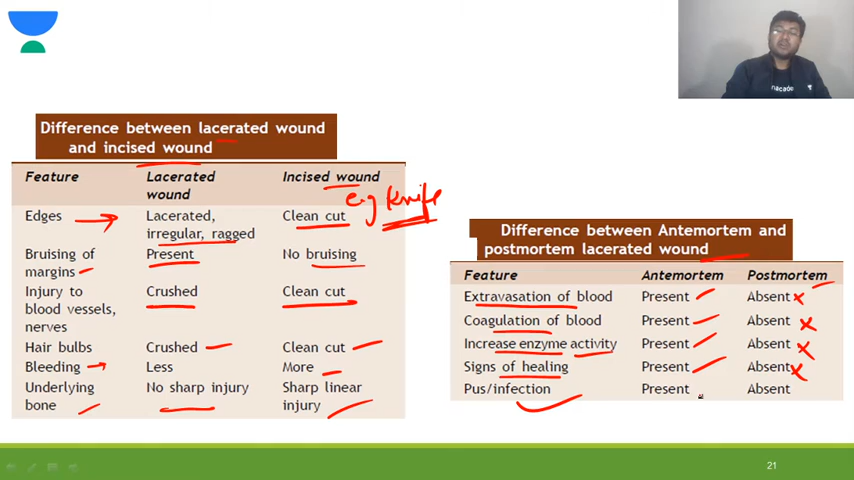 Difference between lacerated wound
and incised wound
Feature Lacerated wound Incised wound
e.g Knife
Edges Lacerated, irregular, ragged Clean cut
Bruising of margins Present No bruising
Injury to blood vessels, nerves Crushed Clean cut
Hair bulbs Crushed Clean cut
Bleeding Less More
Underlying bone No sharp injury Sharp linear injury
Difference between Antemortem and
postmortem lacerated wound
Feature Antemortem Postmortem
Extravasation of blood Present Absent
Coagulation of blood Present Absent
Increase enzyme activity Present Absent
Signs of healing Present Absent
Pus/infection Present Absent
21